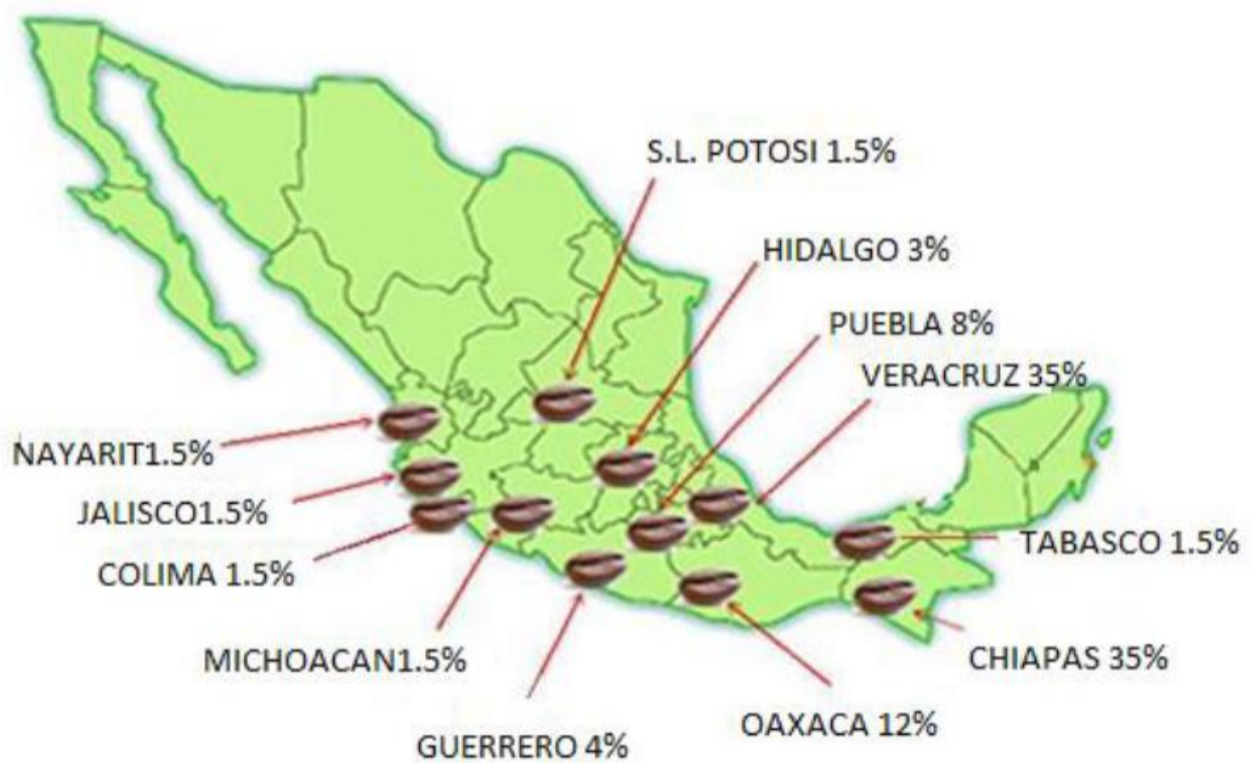 S.L. POTOSI 1.5%
HIDALGO 3%
PUEBLA 8%
VERACRUZ 35%
NAYARIT1.5%
JALISCO1.5%
COLIMA 1.5%
TABASCO 1.5%
MICHOACAN1.5%
CHIAPAS 35%
OAXACA 12%
GUERRERO 4%